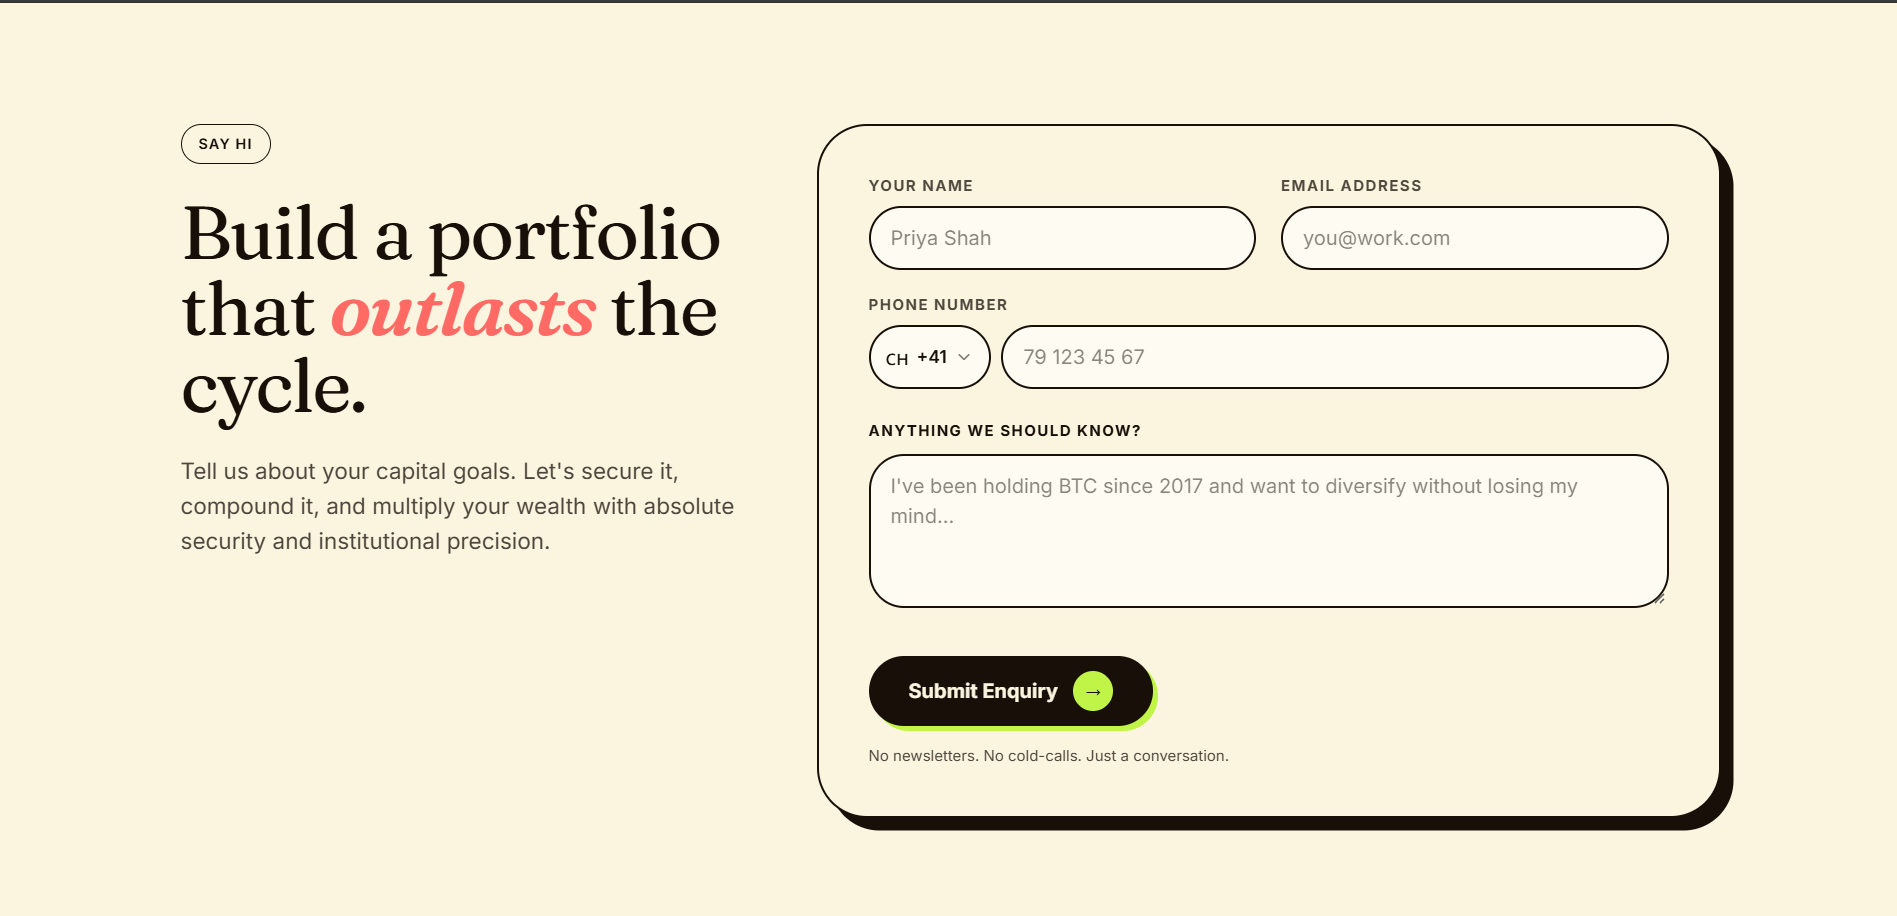 SAY HI
Build a portfolio
that outlasts the
cycle.
Tell us about your capital goals. Let's secure it,
compound it, and multiply your wealth with absolute
security and institutional precision.
YOUR NAME
EMAIL ADDRESS
Priya Shah
you@work.com
PHONE NUMBER
CH +41
79 123 45 67
ANYTHING WE SHOULD KNOW?
I've been holding BTC since 2017 and want to diversify without losing my
mind...
Submit Enquiry →
No newsletters. No cold-calls. Just a conversation.